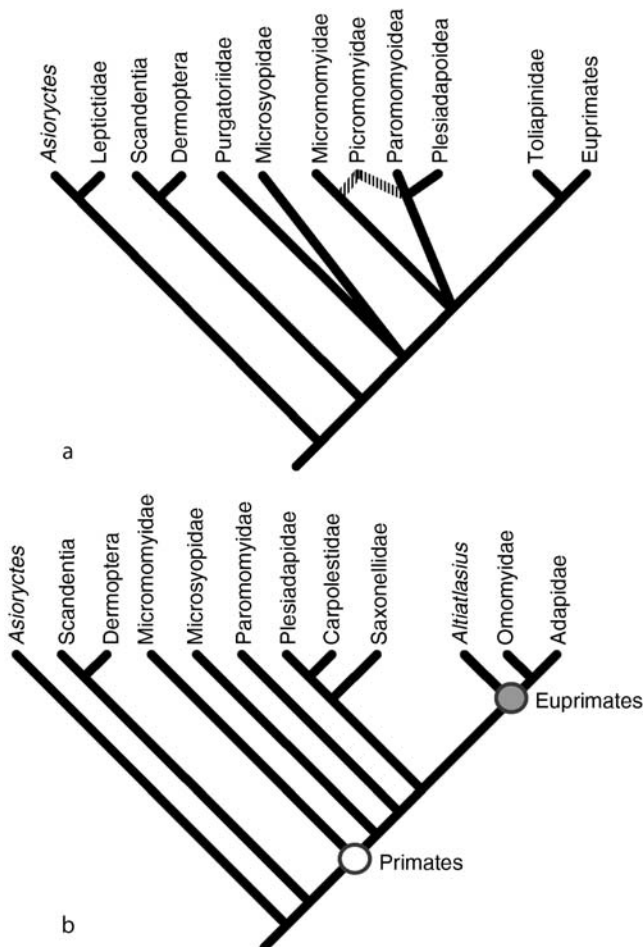 Asioryctes
Leptictidae
Scandentia
Dermoptera
Purgatoriidae
Microsyopidae
Micromomyidae
Picromomyidae
Paromomyoidea
Plesiadapoidea
Toliapinidae
Euprimates
a
Asioryctes
Scandentia
Dermoptera
Micromomyidae
Microsyopidae
Paromomyidae
Plesiadapidae
Carpolestidae
Saxonellidae
Altiatlasius
Omomyidae
Adapidae
Euprimates
Primates
b